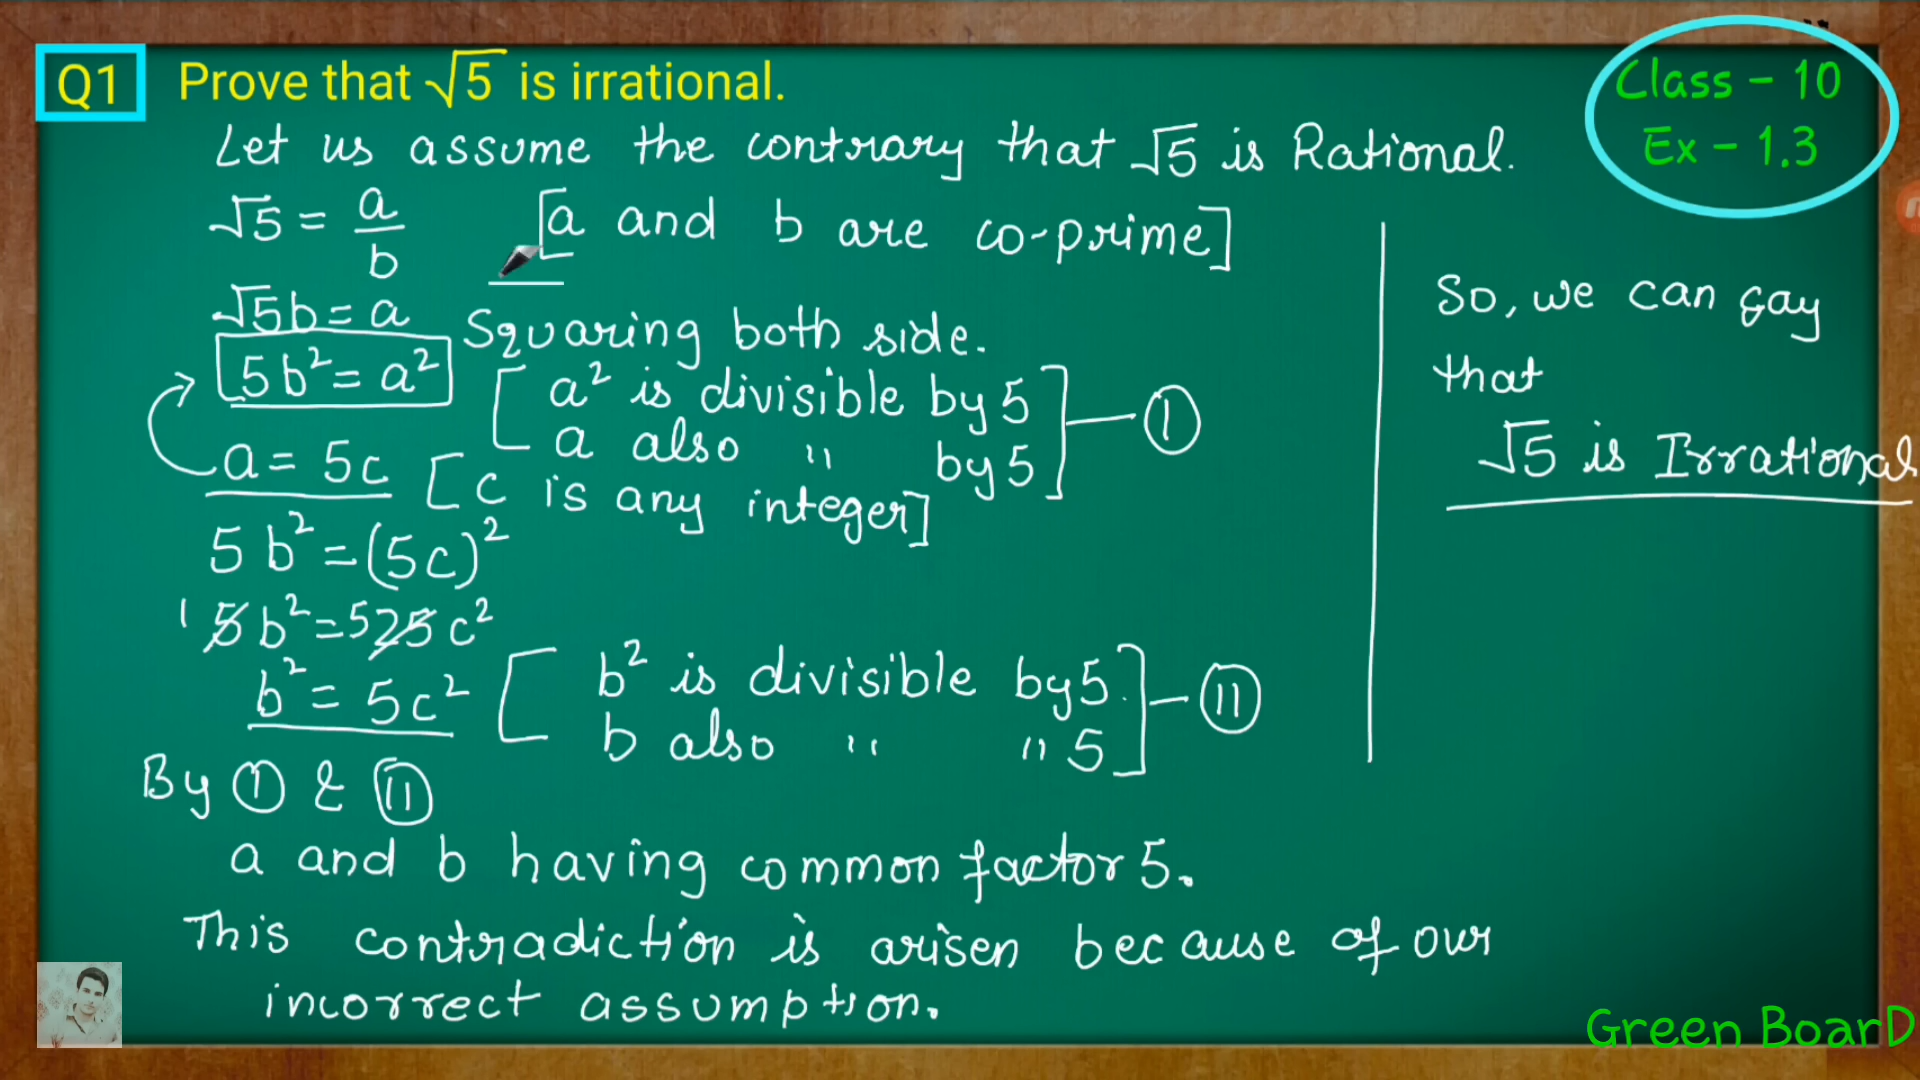 Q1 Prove that √5 is irrational.
Class - 10
Ex - 1.3
Let us assume the contrary that √5 is Rational.
√5 = a/b [a and b are co-prime]
√5b = a Squaring both side.
5b² = a² [a² is divisible by 5
a also " by 5] — I
a = 5c [c is any integer]
5b² = (5c)²
1 5b² = 5 25c²
b² = 5c² [b² is divisible by 5.
b also " " 5] — II
By I & II
a and b having common factor 5.
This contradiction is arisen because of our
incorrect assumption.
So, we can say
that
√5 is Irrational
Green BoarD